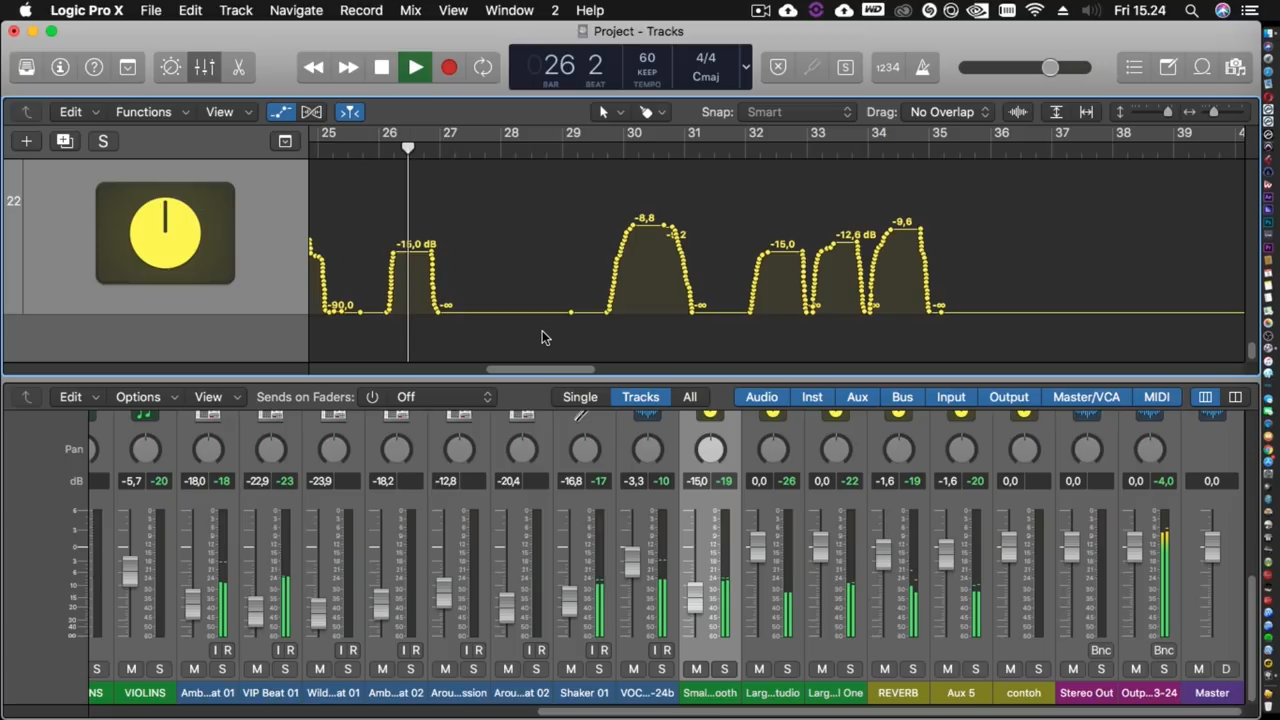 Logic Pro X File Edit Track Navigate Record Mix View Window 2 Help Fri 15.24
Project - Tracks
26 2 60 4/4
KEEP Cmaj
BAR BEAT TEMPO
S 1234
Edit Functions View Snap: Smart Drag: No Overlap
S 25 26 27 28 29 30 31 32 33 34 35 36 37 38 39 4
22
-90,0 -15,0 dB -∞ -8,8 -∞ -15,0 -12,6 dB -9,6 -∞
Edit Options View Sends on Faders: Off Single Tracks All Audio Inst Aux Bus Input Output Master/VCA MIDI
Pan
dB -5,7 -20 -18,0 -18 -22,9 -23 -23,9 -18,2 -12,8 -20,4 -16,8 -17 -3,3 -10 -15,0 -19 0,0 -26 0,0 -22 -1,6 -19 -1,6 -20 0,0 0,0 0,0 -4,0 0,0
I R I R I R I R I R I R I R I R Bnc Bnc
S M S M S M S M S M S M S M S M S M S M S M S M S M S M S M S M S M S M D
NS VIOLINS Amb...at 01 VIP Beat 01 Wild...at 01 Amb...at 02 Arou...ssion Arou...at 02 Shaker 01 VOC...-24b Smal...ooth Larg...tudio Larg...l One REVERB Aux 5 contoh Stereo Out Outp...3-24 Master